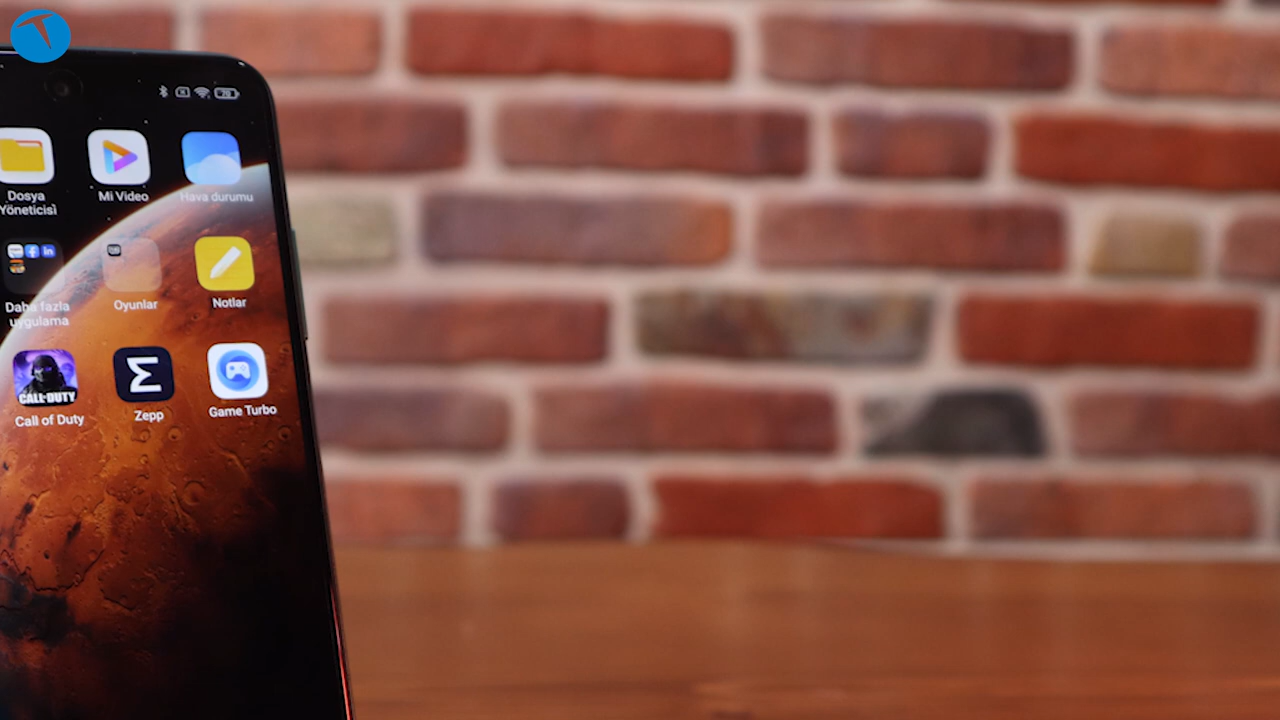 Dosya
Yöneticisi
Mi Video
Hava durumu
Daha fazla
uygulama
Oyunlar
Notlar
CALL·DUTY
Call of Duty
Zepp
Game Turbo